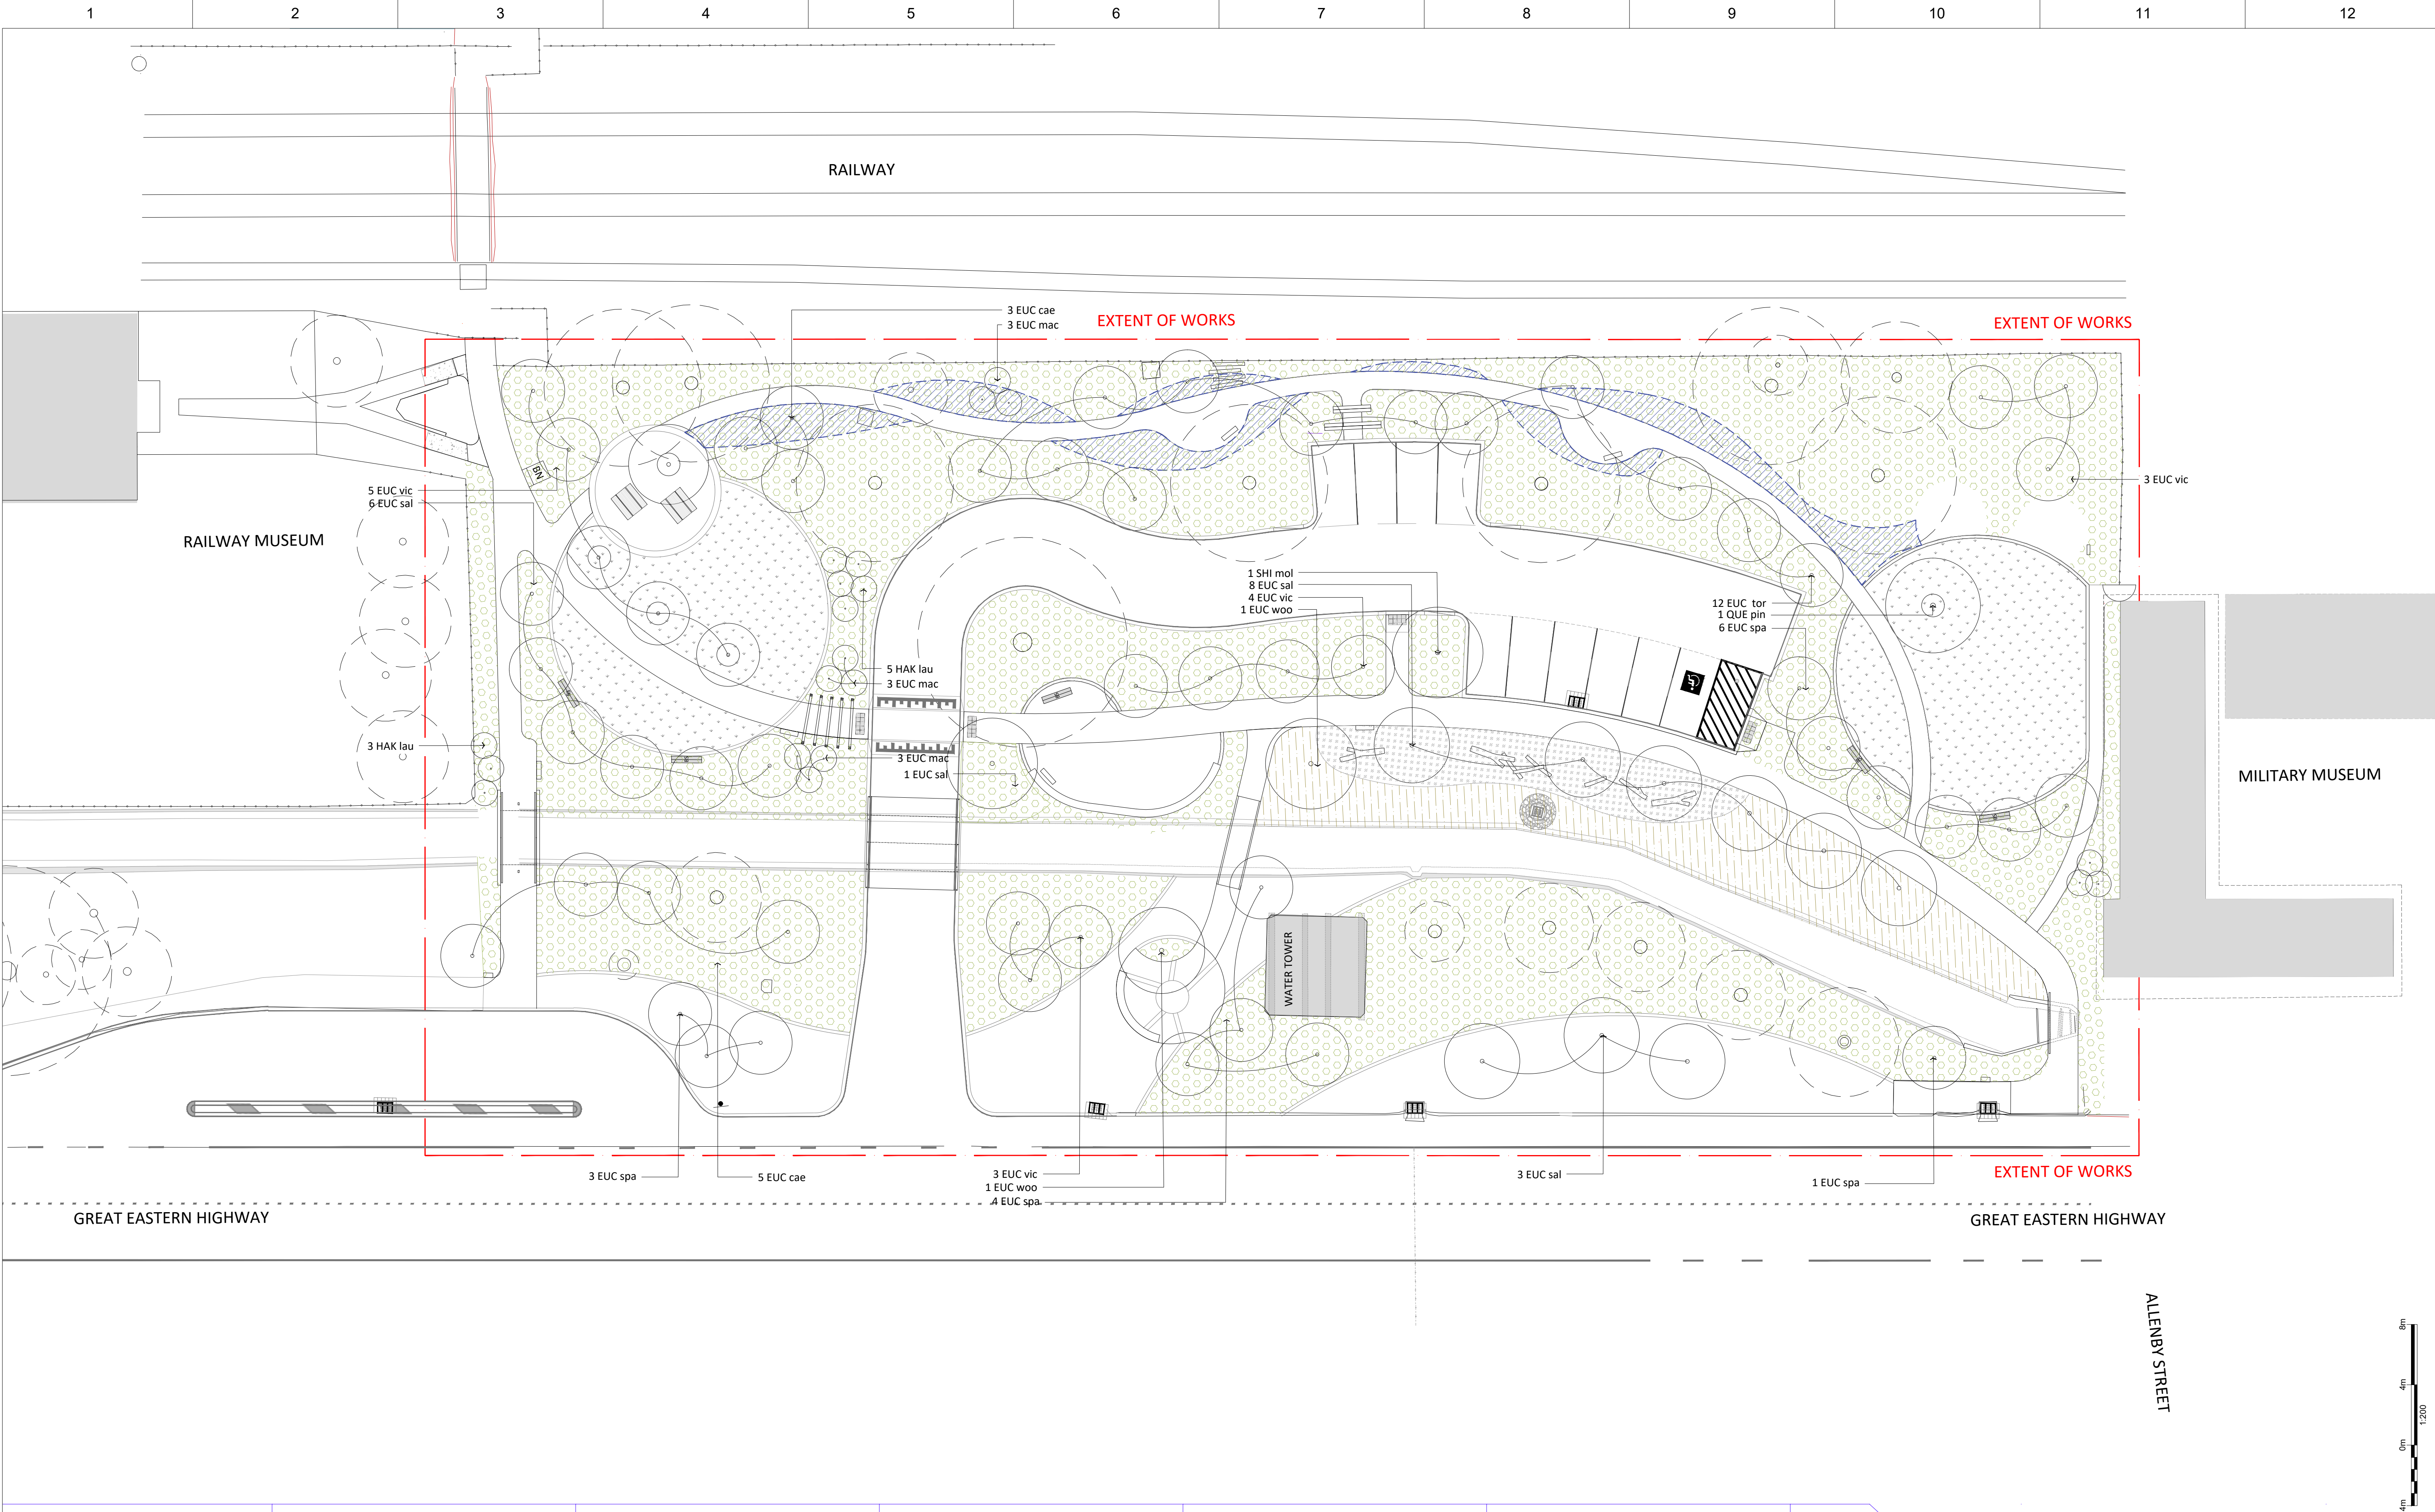 1 2 3 4 5 6 7 8 9 10 11 12
RAILWAY
3 EUC cae
3 EUC mac
EXTENT OF WORKS
EXTENT OF WORKS
BN
5 EUC vic
6 EUC sal
3 EUC vic
RAILWAY MUSEUM
1 SHI mol
8 EUC sal
4 EUC vic
1 EUC woo
12 EUC tor
1 QUE pin
6 EUC spa
5 HAK lau
3 EUC mac
3 HAK lau
3 EUC mac
1 EUC sal
MILITARY MUSEUM
WATER TOWER
3 EUC spa
5 EUC cae
3 EUC vic
1 EUC woo
4 EUC spa
3 EUC sal
1 EUC spa
EXTENT OF WORKS
GREAT EASTERN HIGHWAY
GREAT EASTERN HIGHWAY
ALLENBY STREET
8m
4m
1:200
0m
4m